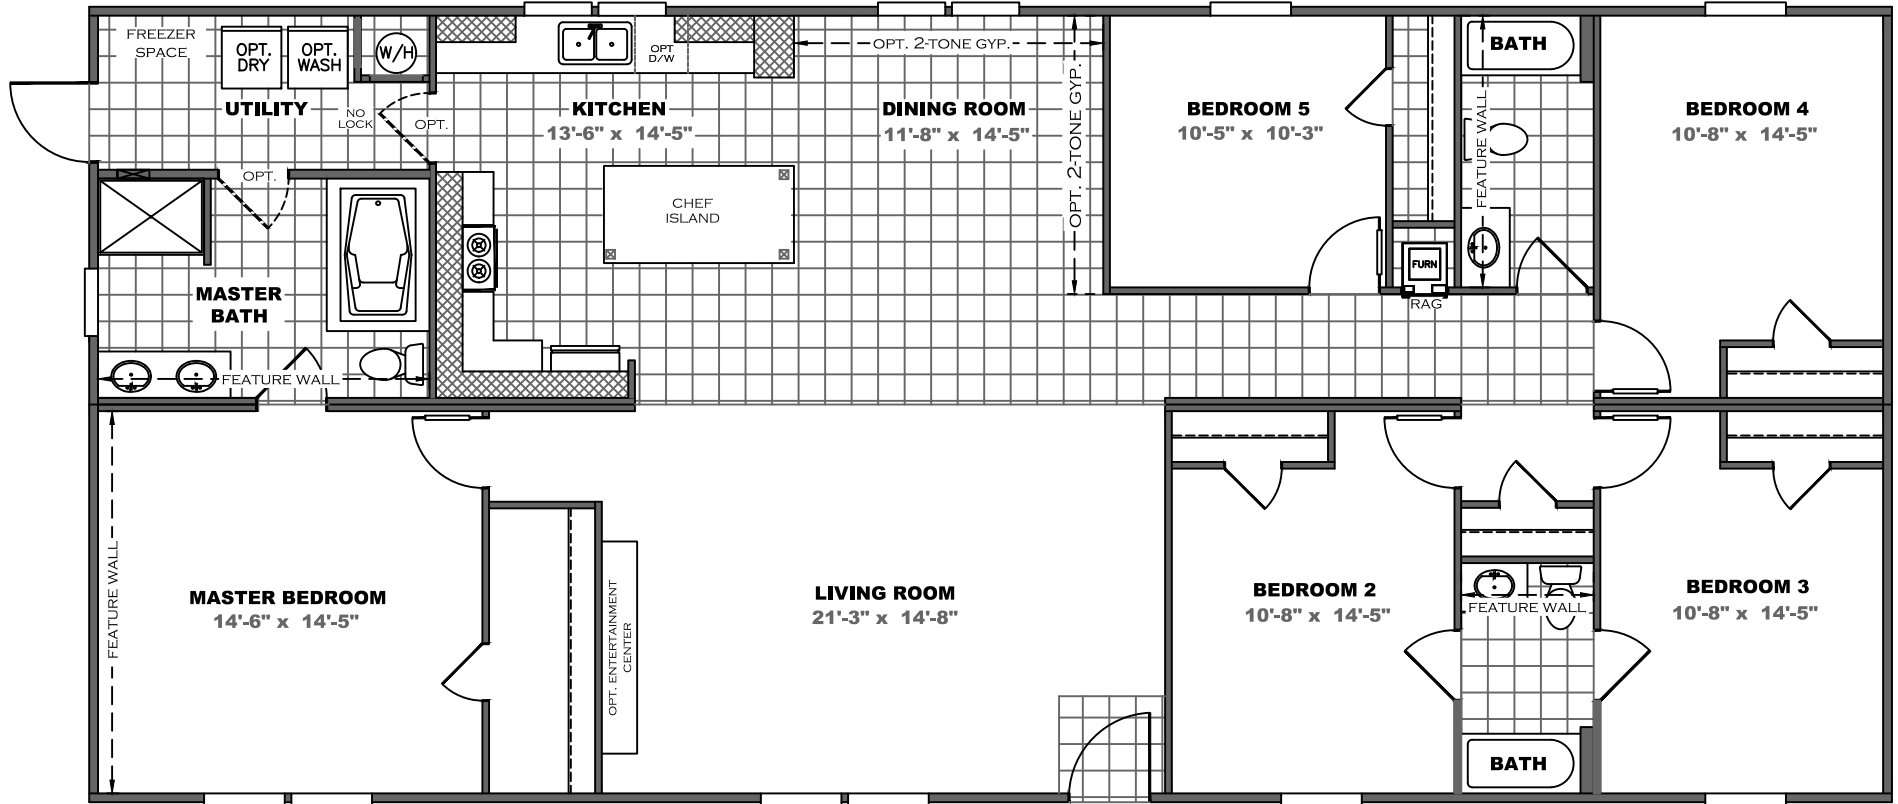 FREEZER
SPACE
OPT.
DRY
OPT.
WASH
W/H
UTILITY
NO
LOCK
OPT.
OPT.
KITCHEN
13'-6" x 14'-5"
OPT
D/W
OPT. 2-TONE GYP.
OPT. 2-TONE GYP.
DINING ROOM
11'-8" x 14'-5"
CHEF
ISLAND
BEDROOM 5
10'-5" x 10'-3"
FURN
RAG
BATH
FEATURE WALL
BEDROOM 4
10'-8" x 14'-5"
MASTER
BATH
FEATURE WALL
FEATURE WALL
MASTER BEDROOM
14'-6" x 14'-5"
OPT. ENTERTAINMENT
CENTER
LIVING ROOM
21'-3" x 14'-8"
BEDROOM 2
10'-8" x 14'-5"
FEATURE WALL
BATH
BEDROOM 3
10'-8" x 14'-5"